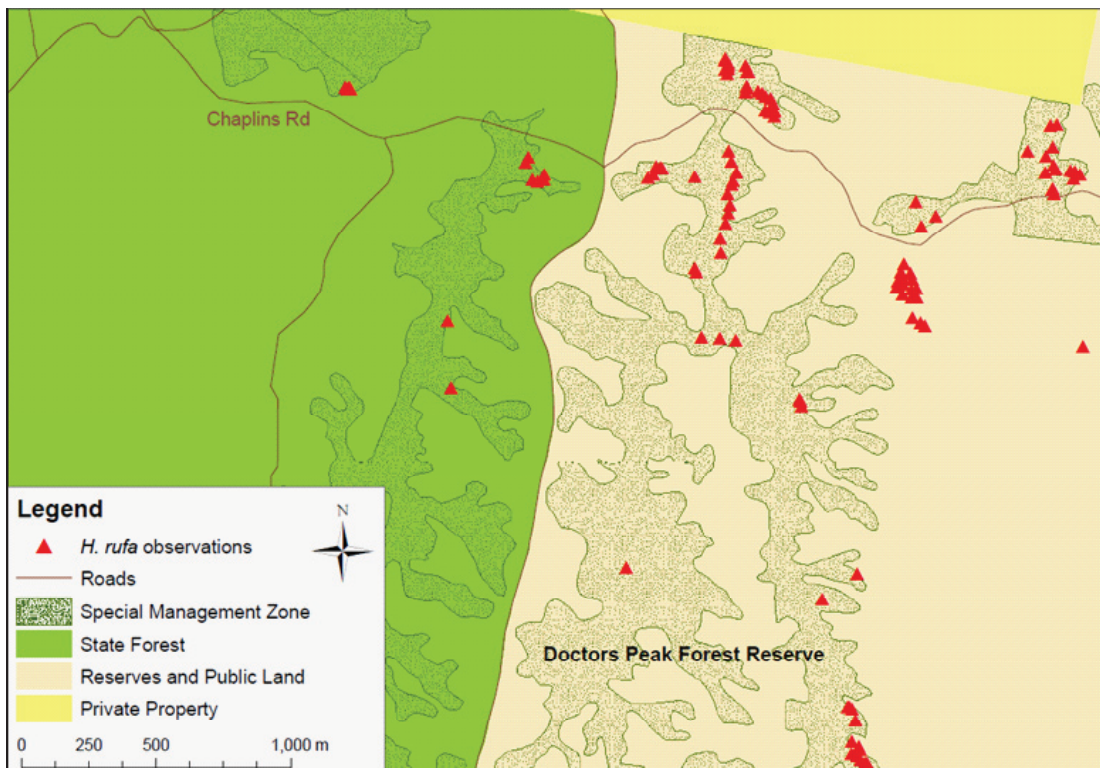 Chaplins Rd
Legend
N
H. rufa observations
Roads
Special Management Zone
State Forest
Reserves and Public Land
Private Property
0 250 500 1,000 m
Doctors Peak Forest Reserve